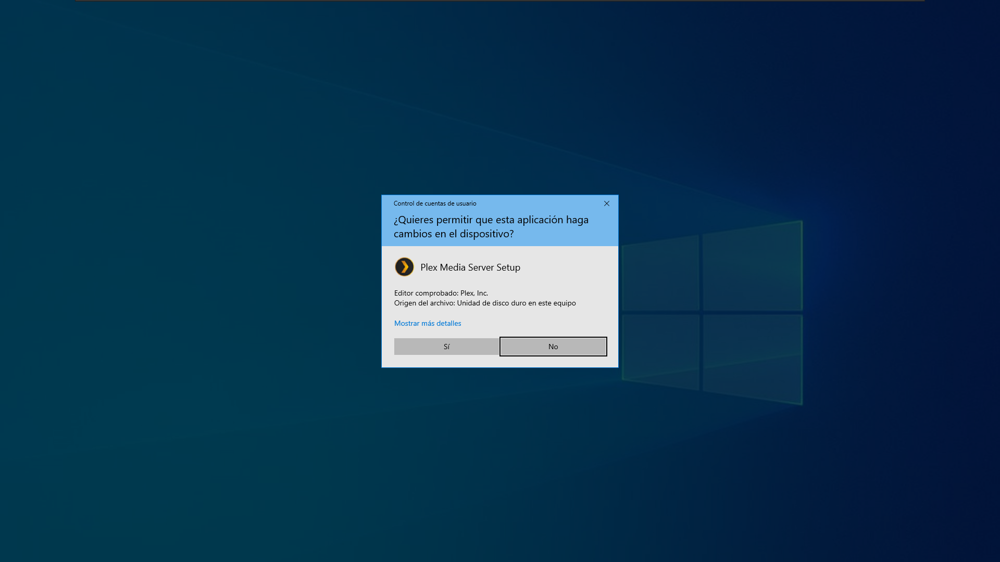 Control de cuentas de usuario
¿Quieres permitir que esta aplicación haga
cambios en el dispositivo?
Plex Media Server Setup
Editor comprobado: Plex, Inc.
Origen del archivo: Unidad de disco duro en este equipo
Mostrar más detalles
Sí
No